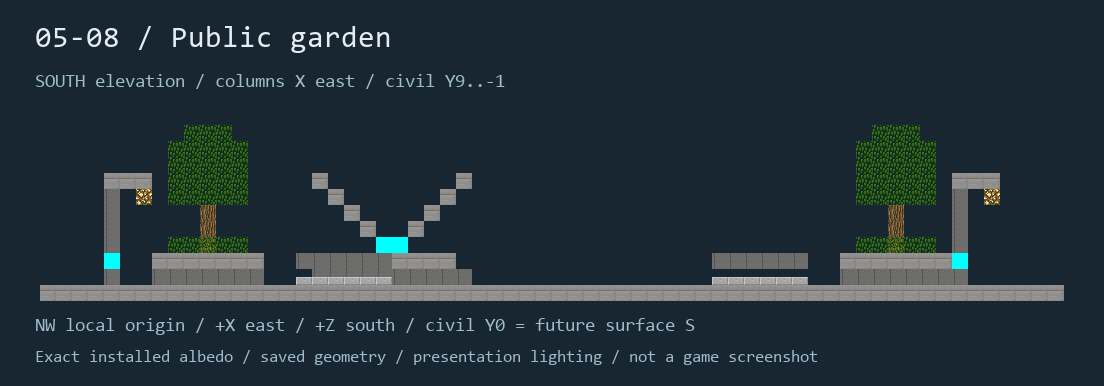 05-08 / Public garden
SOUTH elevation / columns X east / civil Y9..-1
NW local origin / +X east / +Z south / civil Y0 = future surface S
Exact installed albedo / saved geometry / presentation lighting / not a game screenshot